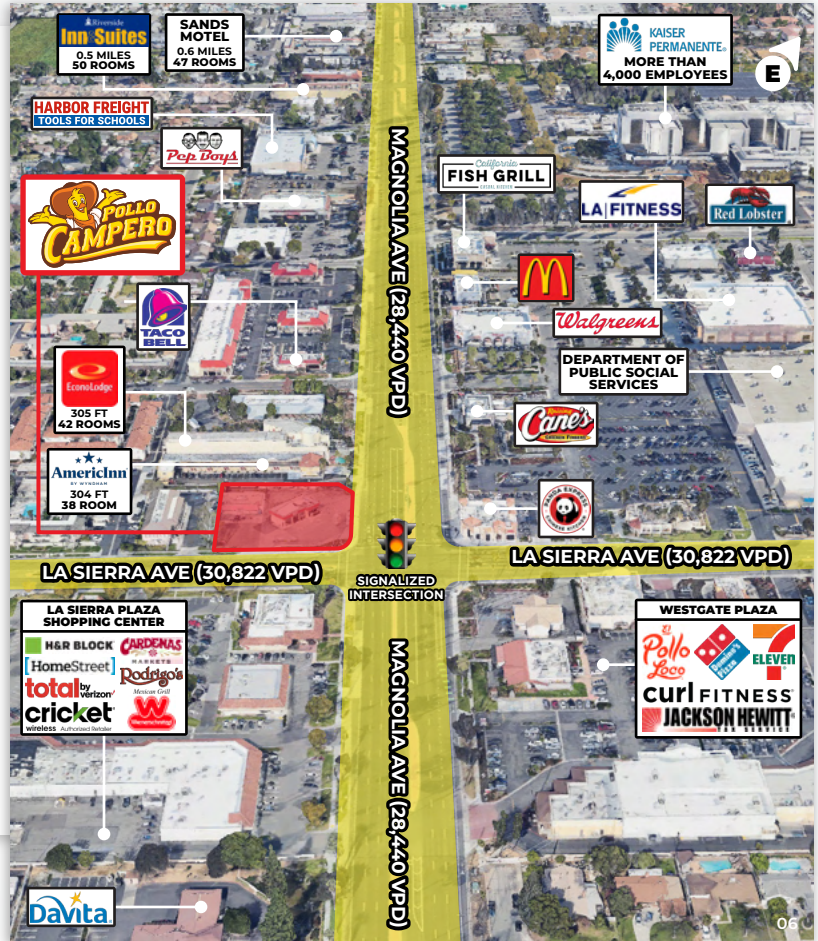 Riverside
Inn & Suites
0.5 MILES
50 ROOMS
SANDS
MOTEL
0.6 MILES
47 ROOMS
KAISER
PERMANENTE®
MORE THAN
4,000 EMPLOYEES
E
HARBOR FREIGHT
TOOLS FOR SCHOOLS
Pep Boys
POLLO
CAMPERO
MAGNOLIA AVE (28,440 VPD)
California
FISH GRILL
LA FITNESS
Red Lobster
TACO
BELL
Walgreens
DEPARTMENT OF
PUBLIC SOCIAL
SERVICES
EconoLodge
305 FT
42 ROOMS
Raising
Cane's
CHICKEN FINGERS
AmericInn
BY WYNDHAM
304 FT
38 ROOM
PANDA EXPRESS
CHINESE KITCHEN
LA SIERRA AVE (30,822 VPD)
SIGNALIZED
INTERSECTION
LA SIERRA AVE (30,822 VPD)
LA SIERRA PLAZA
SHOPPING CENTER
H&R BLOCK
CARDENAS
MARKETS
HomeStreet
Rodrigo's
Mexican Grill
total by
verizon
cricket
wireless Authorized Retailer
W
Wienerschnitzel
MAGNOLIA AVE (28,440 VPD)
WESTGATE PLAZA
El
Pollo
Loco
Domino's
Pizza
7
ELEVEN
curl FITNESS
JACKSON HEWITT
TAX SERVICE
DaVita
06